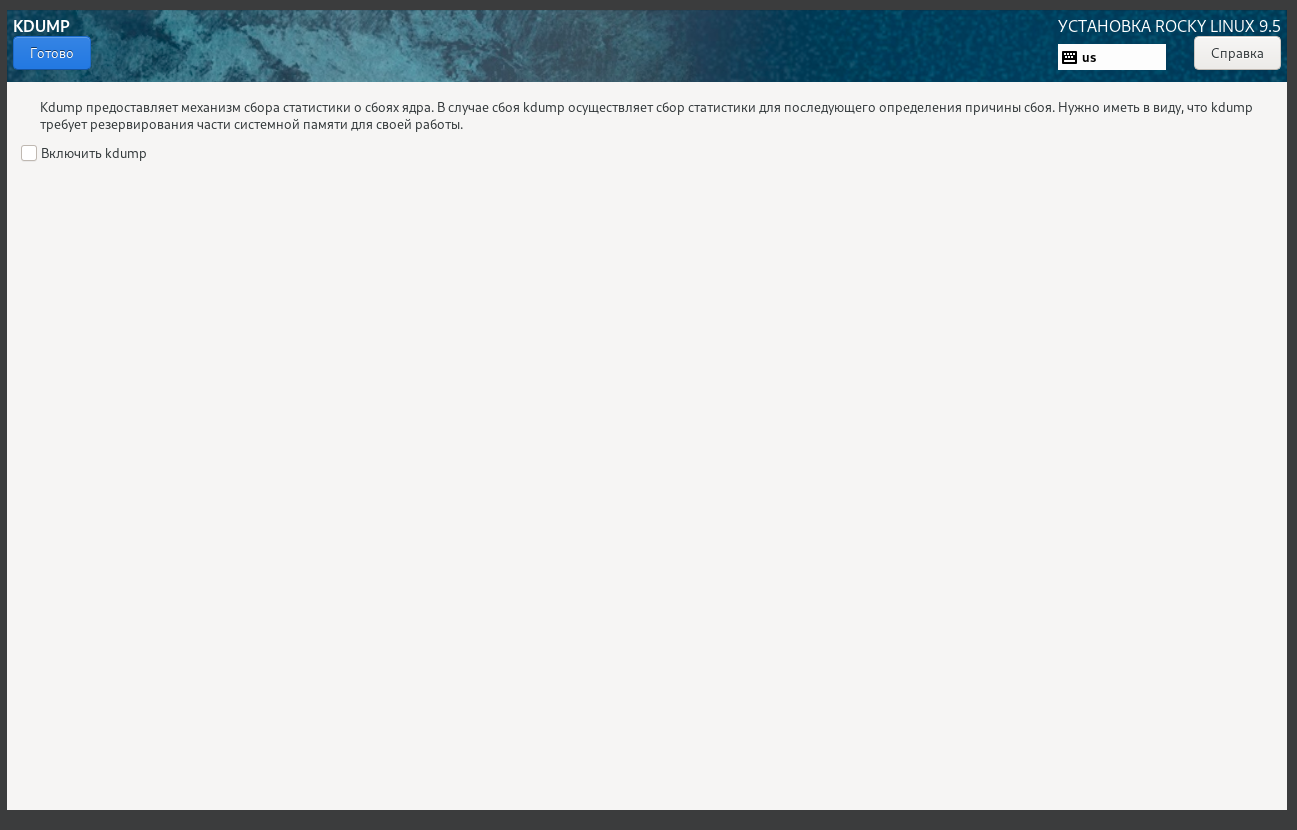 KDUMP
УСТАНОВКА ROCKY LINUX 9.5
Готово
us
Справка
Kdump предоставляет механизм сбора статистики о сбоях ядра. В случае сбоя kdump осуществляет сбор статистики для последующего определения причины сбоя. Нужно иметь в виду, что kdump
требует резервирования части системной памяти для своей работы.
Включить kdump